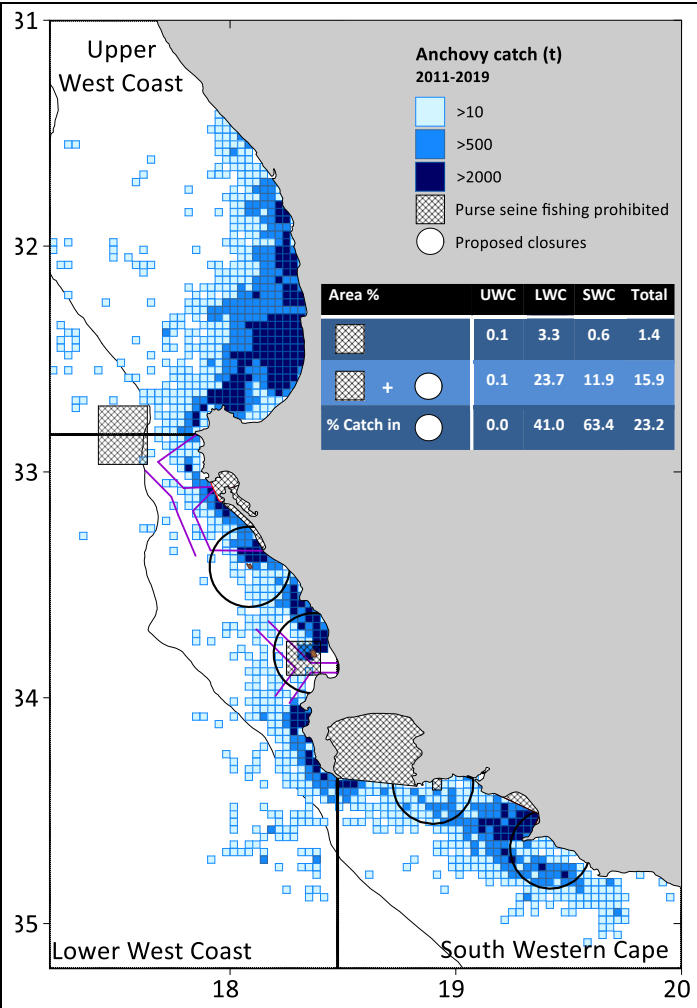 31
Upper
West Coast
Anchovy catch (t)
2011-2019
>10
>500
>2000
Purse seine fishing prohibited
Proposed closures
32
Area % UWC LWC SWC Total
0.1 3.3 0.6 1.4
+ 0.1 23.7 11.9 15.9
% Catch in 0.0 41.0 63.4 23.2
33
34
35
Lower West Coast
South Western Cape
18 19 20